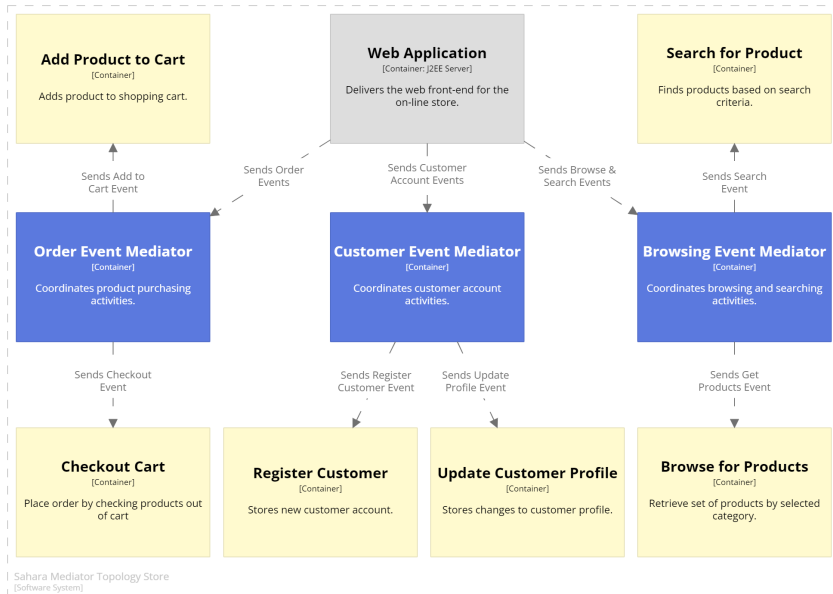 Add Product to Cart
[Container]
Adds product to shopping cart.
Web Application
[Container: J2EE Server]
Delivers the web front-end for the
on-line store.
Search for Product
[Container]
Finds products based on search
criteria.
Sends Add to
Cart Event
Sends Order
Events
Sends Customer
Account Events
Sends Browse &
Search Events
Sends Search
Event
Order Event Mediator
[Container]
Coordinates product purchasing
activities.
Customer Event Mediator
[Container]
Coordinates customer account
activities.
Browsing Event Mediator
[Container]
Coordinates browsing and searching
activities.
Sends Checkout
Event
Sends Register
Customer Event
Sends Update
Profile Event
Sends Get
Products Event
Checkout Cart
[Container]
Place order by checking products out
of cart
Register Customer
[Container]
Stores new customer account.
Update Customer Profile
[Container]
Stores changes to customer profile.
Browse for Products
[Container]
Retrieve set of products by selected
category.
Sahara Mediator Topology Store
[Software System]